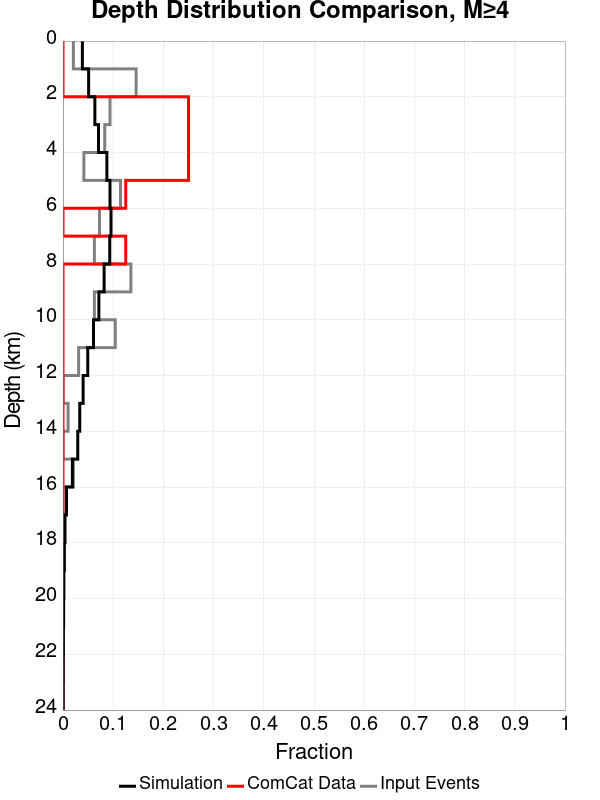 Depth Distribution Comparison, M≥4
0
2
4
6
8
10
12
14
16
18
20
22
24
Depth (km)
0 0.1 0.2 0.3 0.4 0.5 0.6 0.7 0.8 0.9 1
Fraction
Simulation ComCat Data Input Events